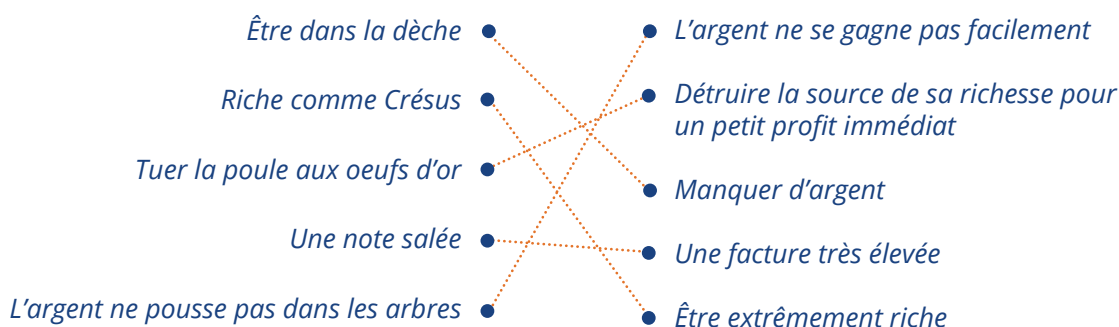 Être dans la dèche
Riche comme Crésus
Tuer la poule aux oeufs d'or
Une note salée
L'argent ne pousse pas dans les arbres
L'argent ne se gagne pas facilement
Détruire la source de sa richesse pour
un petit profit immédiat
Manquer d'argent
Une facture très élevée
Être extrêmement riche